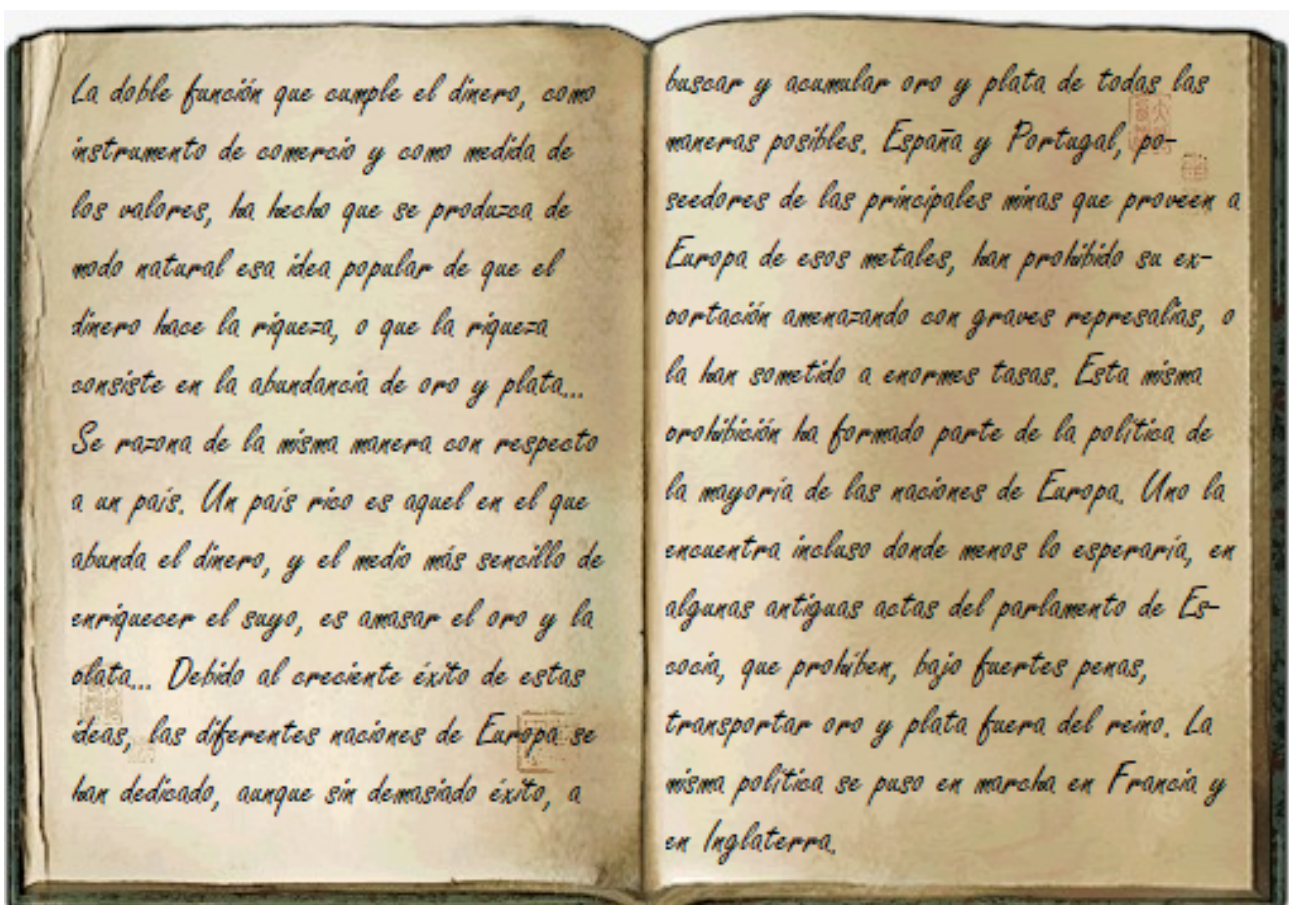 La doble función que cumple el dinero, como
instrumento de comercio y como medida de
los valores, ha hecho que se produzca de
modo natural esa idea popular de que el
dinero hace la riqueza, o que la riqueza
consiste en la abundancia de oro y plata...
Se razona de la misma manera con respecto
a un país. Un país rico es aquel en el que
abunda el dinero, y el medio más sencillo de
enriquecer el suyo, es amasar el oro y la
plata... Debido al creciente éxito de estas
ideas, las diferentes naciones de Europa se
han dedicado, aunque sin demasiado éxito, a
buscar y acumular oro y plata de todas las
maneras posibles. España y Portugal, po-
seedores de las principales minas que proveen a
Europa de esos metales, han prohibido su ex-
portación amenazando con graves represalias, o
la han sometido a enormes tasas. Esta misma
prohibición ha formado parte de la política de
la mayoría de las naciones de Europa. Uno la
encuentra incluso donde menos lo esperaría, en
algunas antiguas actas del parlamento de Es-
cocia, que prohíben, bajo fuertes penas,
transportar oro y plata fuera del reino. La
misma política se puso en marcha en Francia y
en Inglaterra.